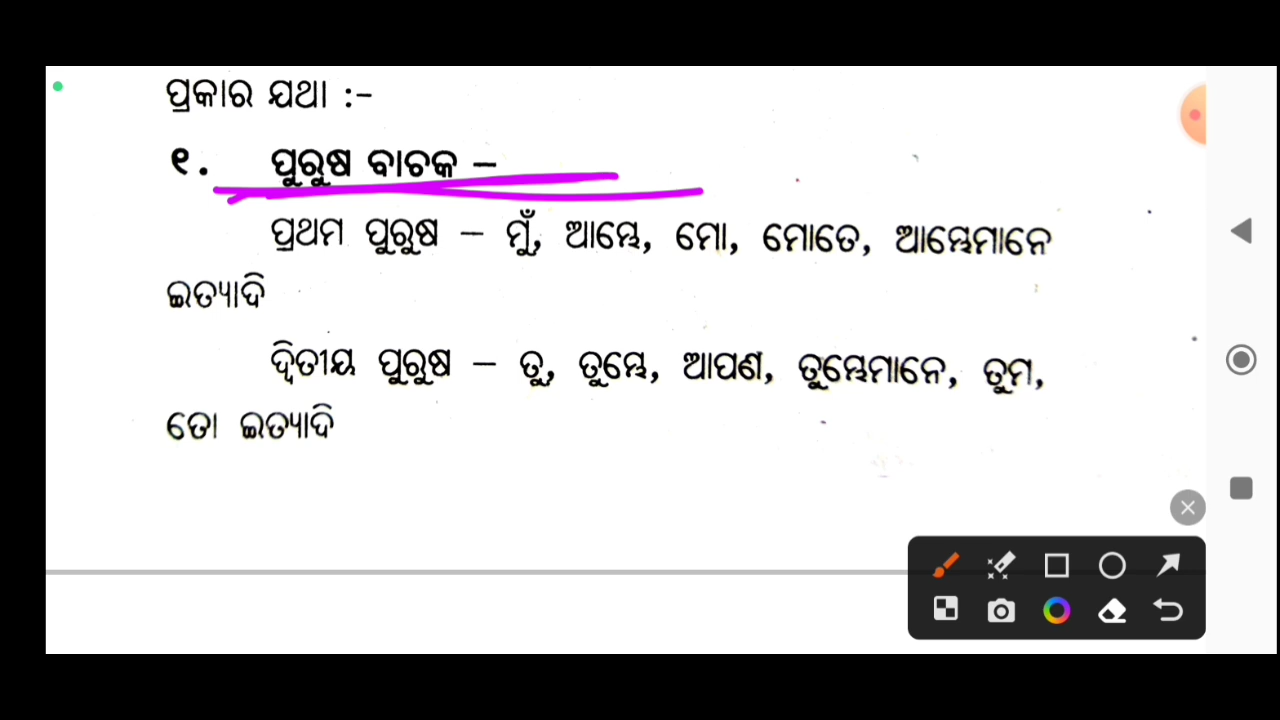 ପ୍ରକାର ଯଥା :-
୧. ପୁରୁଷ ବାଚକ –
ପ୍ରଥମ ପୁରୁଷ – ମୁଁ, ଆମ୍ଭେ, ମୋ, ମୋତେ, ଆମ୍ଭେମାନେ
ଇତ୍ୟାଦି
ଦ୍ୱିତୀୟ ପୁରୁଷ – ତୁ, ତୁମ୍ଭେ, ଆପଣ, ତୁମ୍ଭେମାନେ, ତୁମ,
ତୋ ଇତ୍ୟାଦି